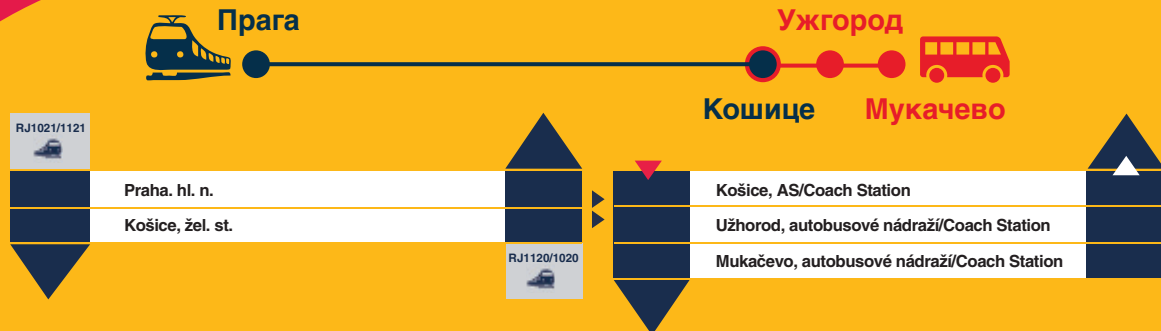 Прага
Ужгород
Кошице
Мукачево
RJ1021/1121
Praha. hl. n.
Košice, žel. st.
RJ1120/1020
Košice, AS/Coach Station
Užhorod, autobusové nádraží/Coach Station
Mukačevo, autobusové nádraží/Coach Station